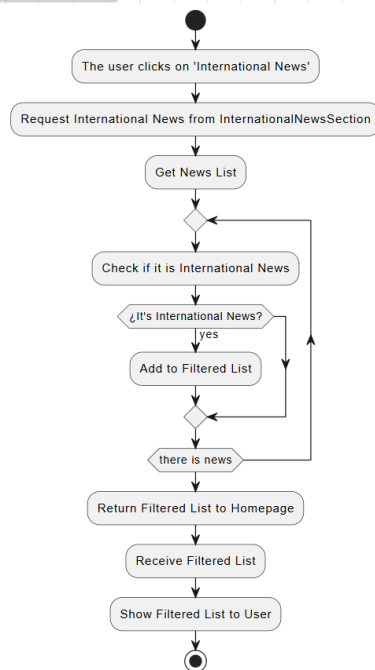 The user clicks on 'International News'
Request International News from InternationalNewsSection
Get News List
Check if it is International News
¿It's International News?
yes
Add to Filtered List
there is news
Return Filtered List to Homepage
Receive Filtered List
Show Filtered List to User